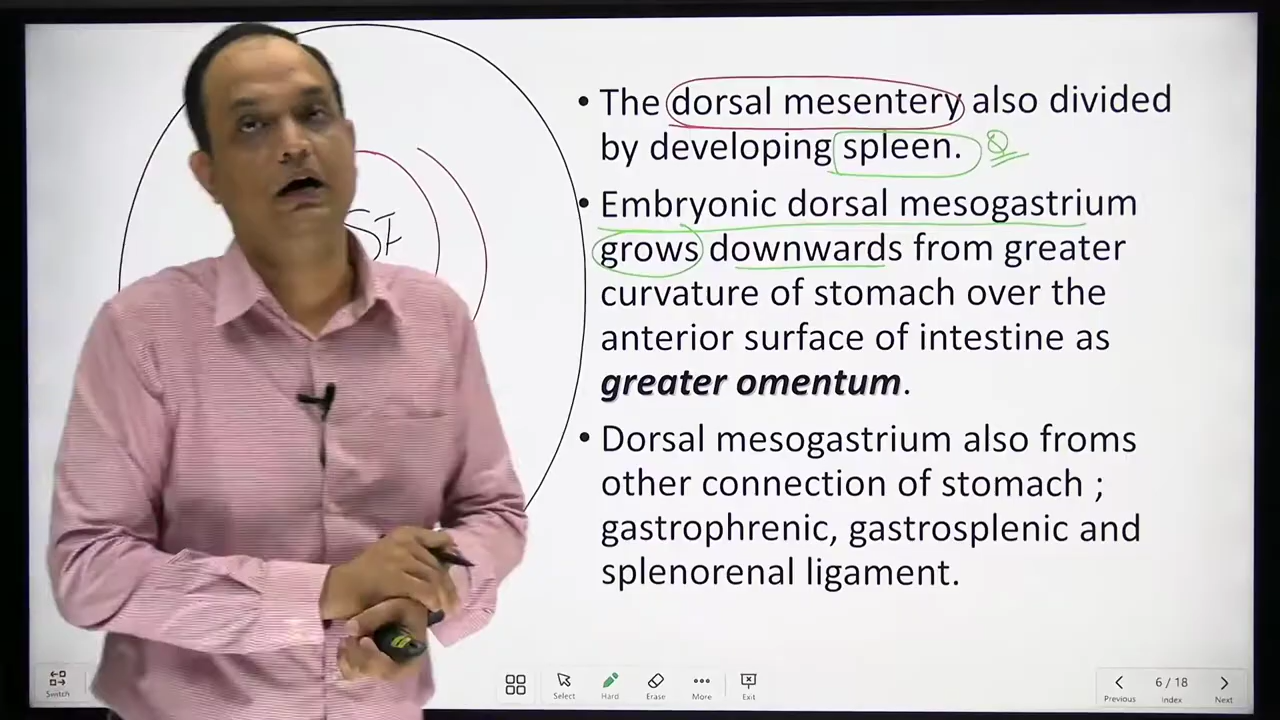 • The dorsal mesentery also divided
by developing spleen.
• Embryonic dorsal mesogastrium
grows downwards from greater
curvature of stomach over the
anterior surface of intestine as
greater omentum.
• Dorsal mesogastrium also froms
other connection of stomach ;
gastrophrenic, gastrosplenic and
splenorenal ligament.
Switch
Select
Hard
Erase
More
Exit
Previous
6 / 18
Index
Next